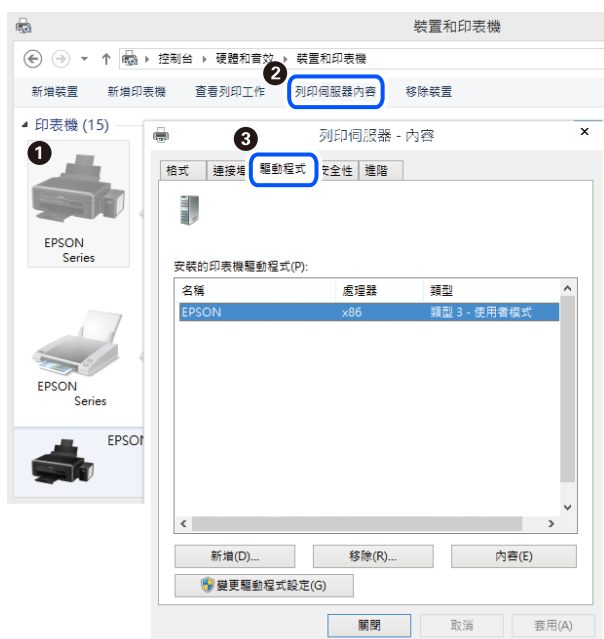 裝置和印表機
控制台 ▸ 硬體和音效 ▸ 裝置和印表機
2
新增裝置 新增印表機 查看列印工作 列印伺服器內容 移除裝置
印表機 (15)
1
EPSON
Series
EPSON
Series
EPSON
3
列印伺服器 - 內容
格式 連接埠 驅動程式 安全性 進階
安裝的印表機驅動程式(P):
名稱 處理器 類型
EPSON x86 類型 3 - 使用者模式
新增(D)... 移除(R)... 內容(E)
變更驅動程式設定(G)
關閉 取消 套用(A)